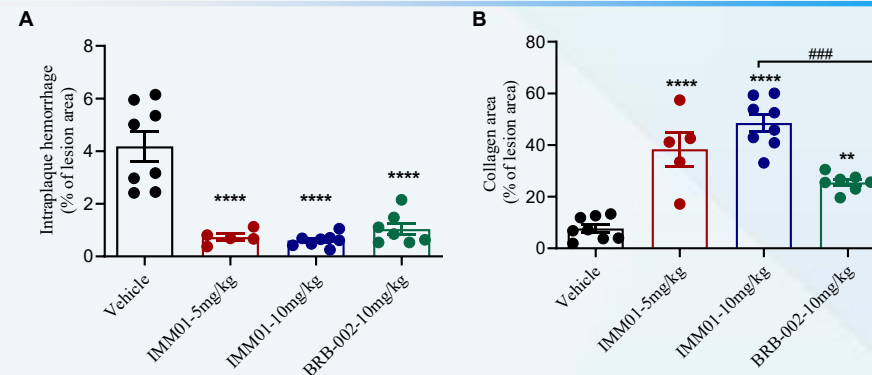 A
Intraplaque hemorrhage
(% of lesion area)
8
6
4
2
0
****
****
****
Vehicle
IMM01-5mg/kg
IMM01-10mg/kg
BRB-002-10mg/kg
B
Collagen area
(% of lesion area)
80
60
40
20
0
###
****
****
**
Vehicle
IMM01-5mg/kg
IMM01-10mg/kg
BRB-002-10mg/kg